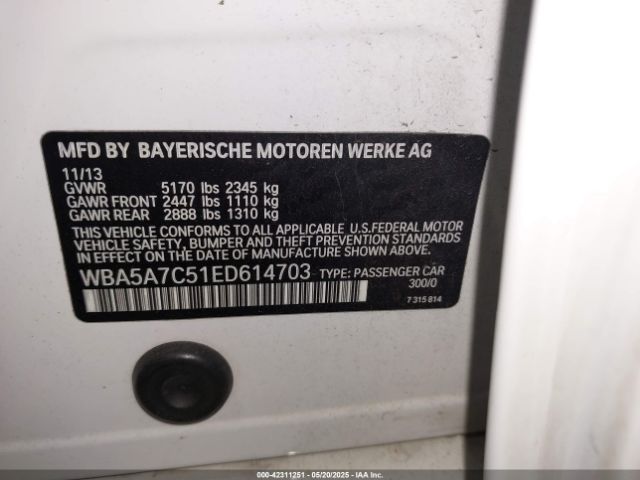 MFD BY BAYERISCHE MOTOREN WERKE AG
11/13
GVWR 5170 lbs 2345 kg
GAWR FRONT 2447 lbs 1110 kg
GAWR REAR 2888 lbs 1310 kg
THIS VEHICLE CONFORMS TO ALL APPLICABLE U.S.FEDERAL MOTOR
VEHICLE SAFETY, BUMPER AND THEFT PREVENTION STANDARDS
IN EFFECT ON THE DATE OF MANUFACTURE SHOWN ABOVE.
WBA5A7C51ED614703 TYPE: PASSENGER CAR
300/0
7 315 814
000-42311251 - 05/20/2025 - IAA, Inc.